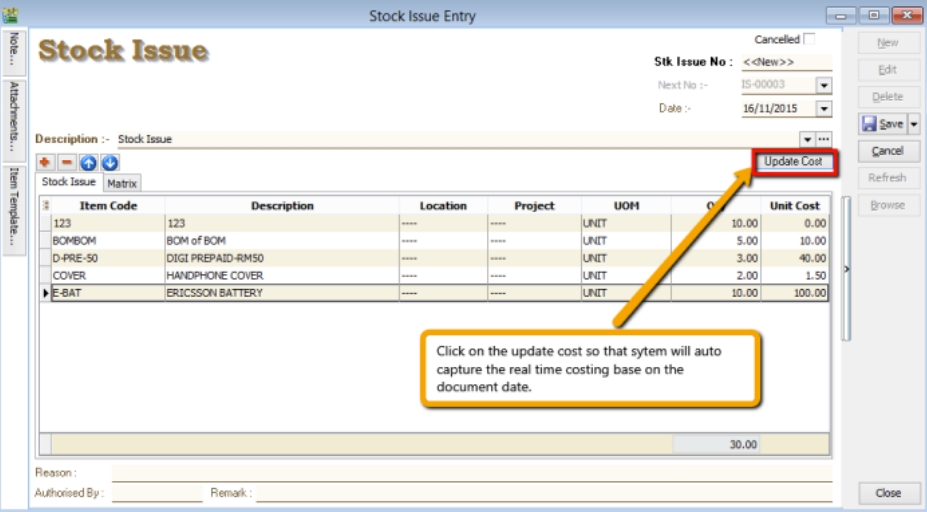 Stock Issue Entry
Note...
Attachments...
Item Template...
Stock Issue
Cancelled
Stk Issue No : <<New>>
Next No :- IS-00003
Date :- 16/11/2015
Description :- Stock Issue
Update Cost
Stock Issue Matrix
Item Code Description Location Project UOM Unit Cost
123 123 ---- ---- UNIT 10.00 0.00
BOMBOM BOM of BOM ---- ---- UNIT 5.00 10.00
D-PRE-50 DIGI PREPAID-RM50 ---- ---- UNIT 3.00 40.00
COVER HANDPHONE COVER ---- ---- UNIT 2.00 1.50
E-BAT ERICSSON BATTERY ---- ---- UNIT 10.00 100.00
Click on the update cost so that sytem will auto
capture the real time costing base on the
document date.
30.00
Reason :
Authorised By : Remark :
New
Edit
Delete
Save
Cancel
Refresh
Browse
Close